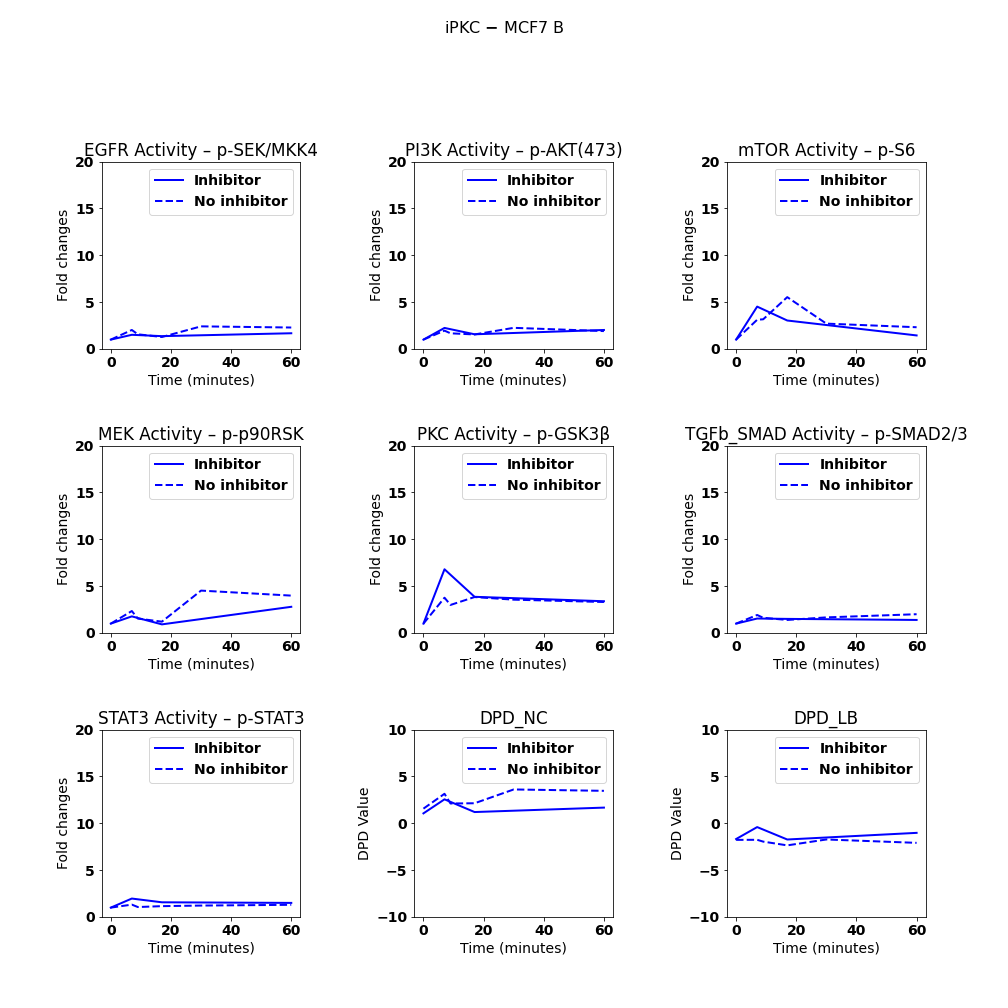 iPKC − MCF7 B
EGFR Activity – p-SEK/MKK4
20
15
10
5
0
Fold changes
Inhibitor
No inhibitor
0 20 40 60
Time (minutes)
PI3K Activity – p-AKT(473)
20
15
10
5
0
Fold changes
Inhibitor
No inhibitor
0 20 40 60
Time (minutes)
mTOR Activity – p-S6
20
15
10
5
0
Fold changes
Inhibitor
No inhibitor
0 20 40 60
Time (minutes)
MEK Activity – p-p90RSK
20
15
10
5
0
Fold changes
Inhibitor
No inhibitor
0 20 40 60
Time (minutes)
PKC Activity – p-GSK3β
20
15
10
5
0
Fold changes
Inhibitor
No inhibitor
0 20 40 60
Time (minutes)
TGFb_SMAD Activity – p-SMAD2/3
20
15
10
5
0
Fold changes
Inhibitor
No inhibitor
0 20 40 60
Time (minutes)
STAT3 Activity – p-STAT3
20
15
10
5
0
Fold changes
Inhibitor
No inhibitor
0 20 40 60
Time (minutes)
DPD_NC
10
5
0
−5
−10
DPD Value
Inhibitor
No inhibitor
0 20 40 60
Time (minutes)
DPD_LB
10
5
0
−5
−10
DPD Value
Inhibitor
No inhibitor
0 20 40 60
Time (minutes)